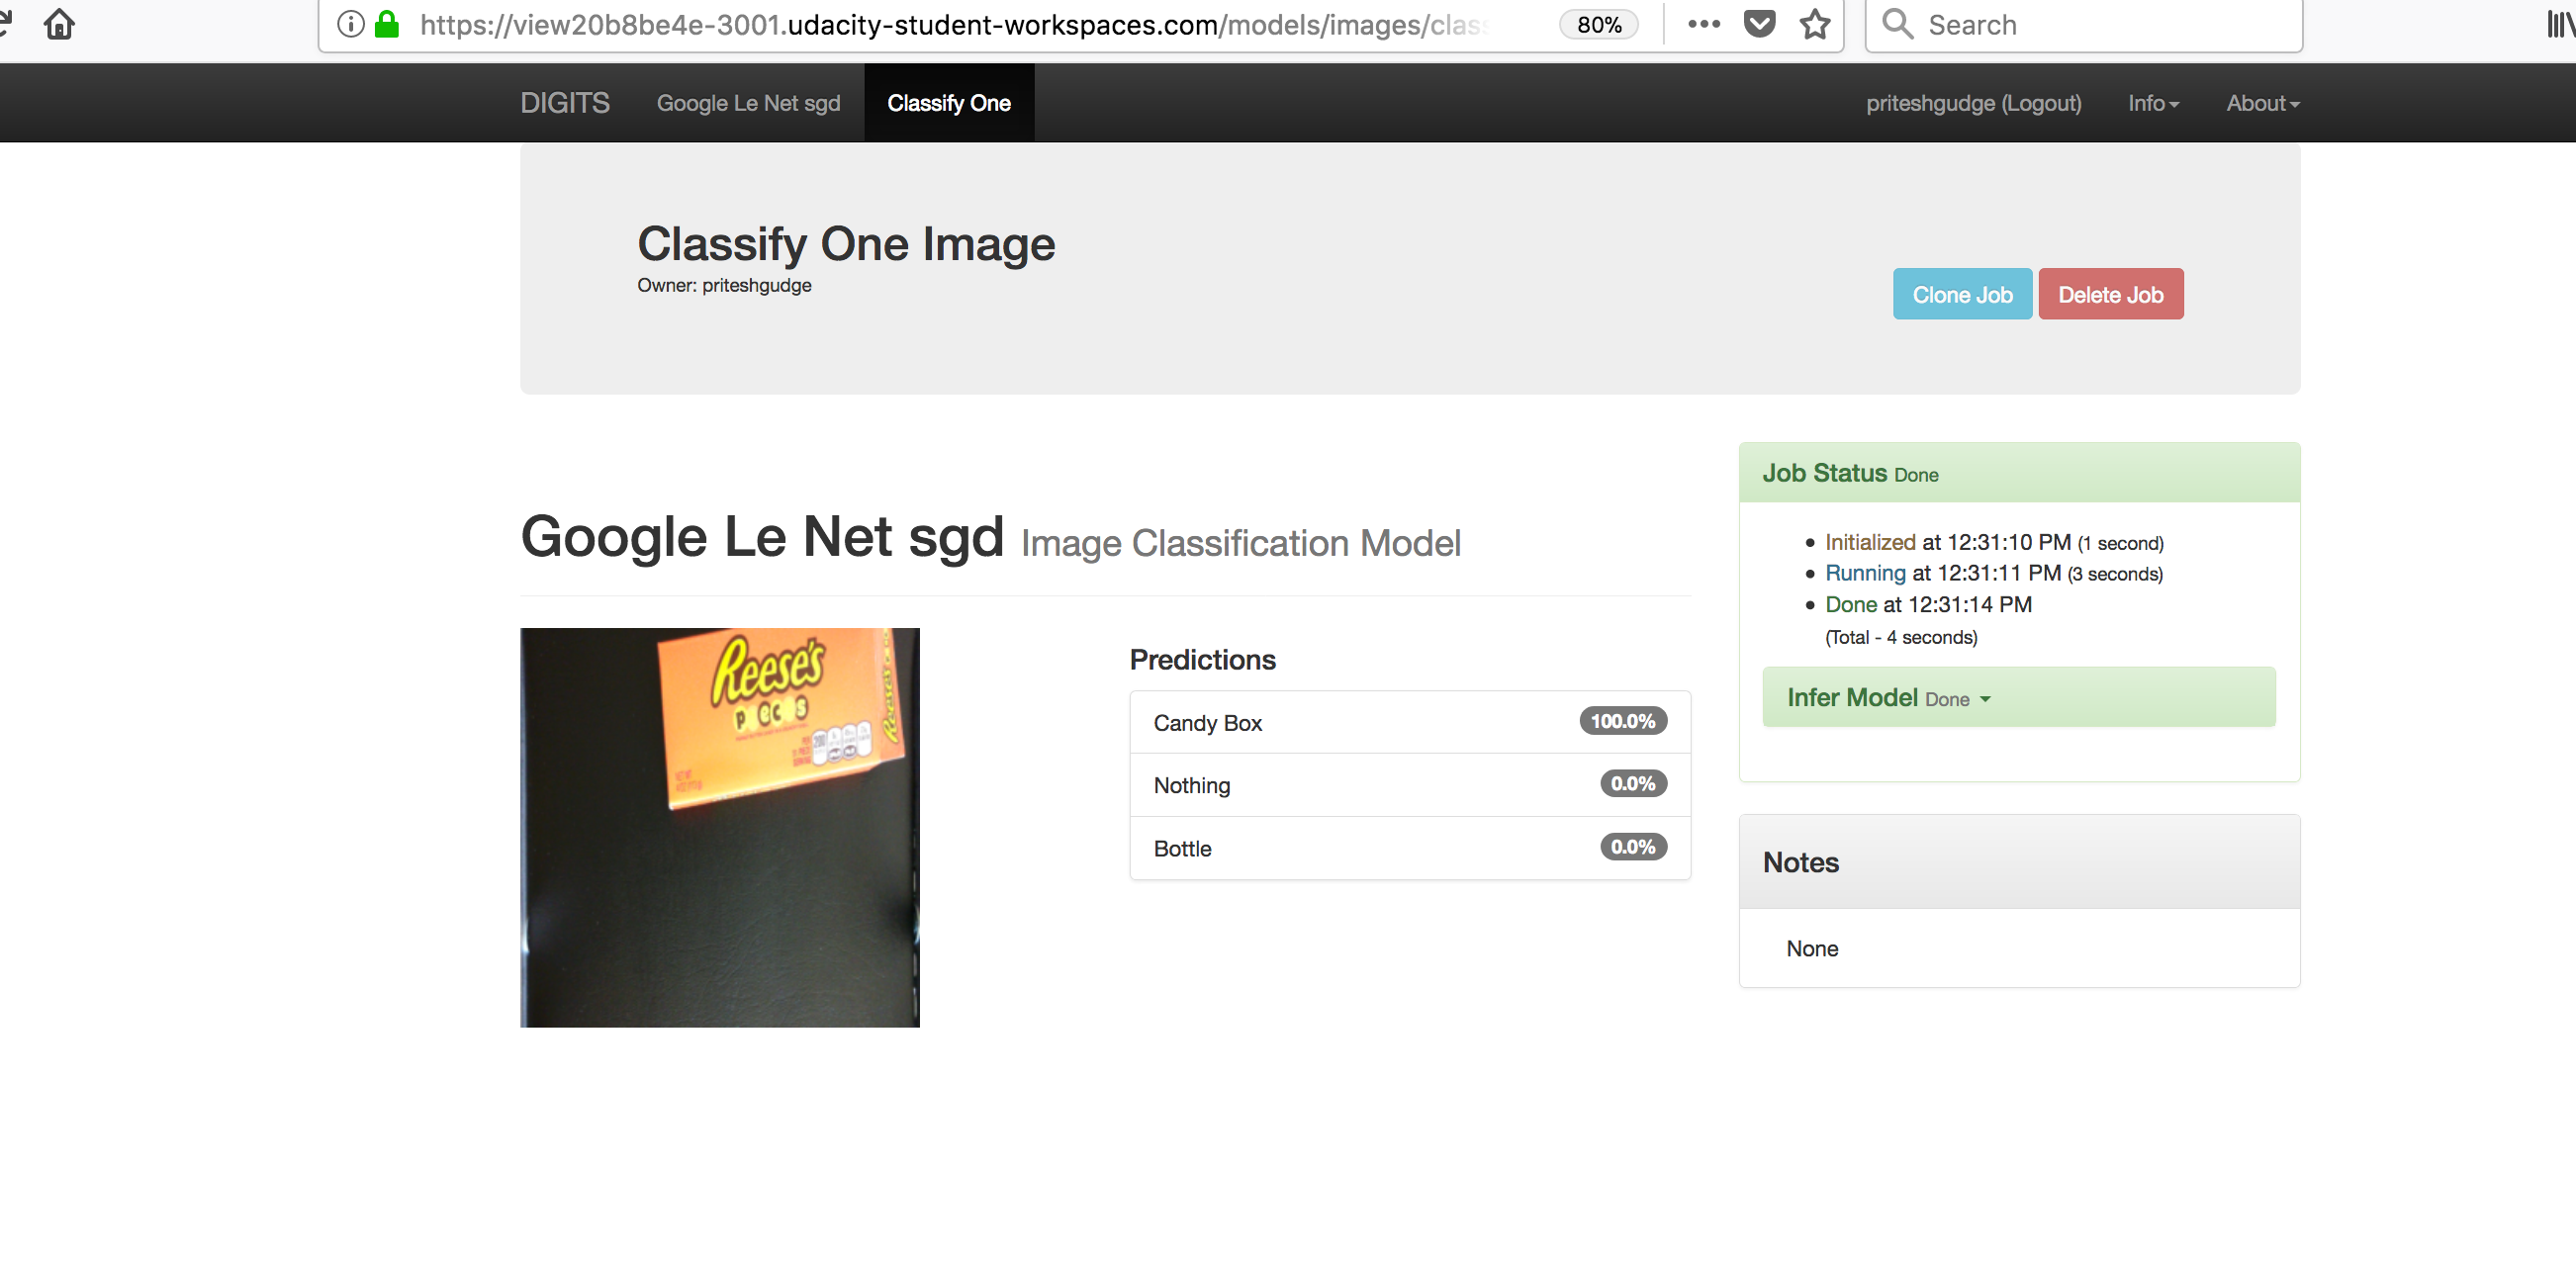 https://view20b8be4e-3001.udacity-student-workspaces.com/models/images/clas
80%
Search
DIGITS
Google Le Net sgd
Classify One
priteshgudge (Logout)
Info
About
Classify One Image
Owner: priteshgudge
Clone Job
Delete Job
Google Le Net sgd Image Classification Model
Reese's
Reese's
Predictions
Candy Box 100.0%
Nothing 0.0%
Bottle 0.0%
Job Status Done
Initialized at 12:31:10 PM (1 second)
Running at 12:31:11 PM (3 seconds)
Done at 12:31:14 PM
(Total - 4 seconds)
Infer Model Done
Notes
None